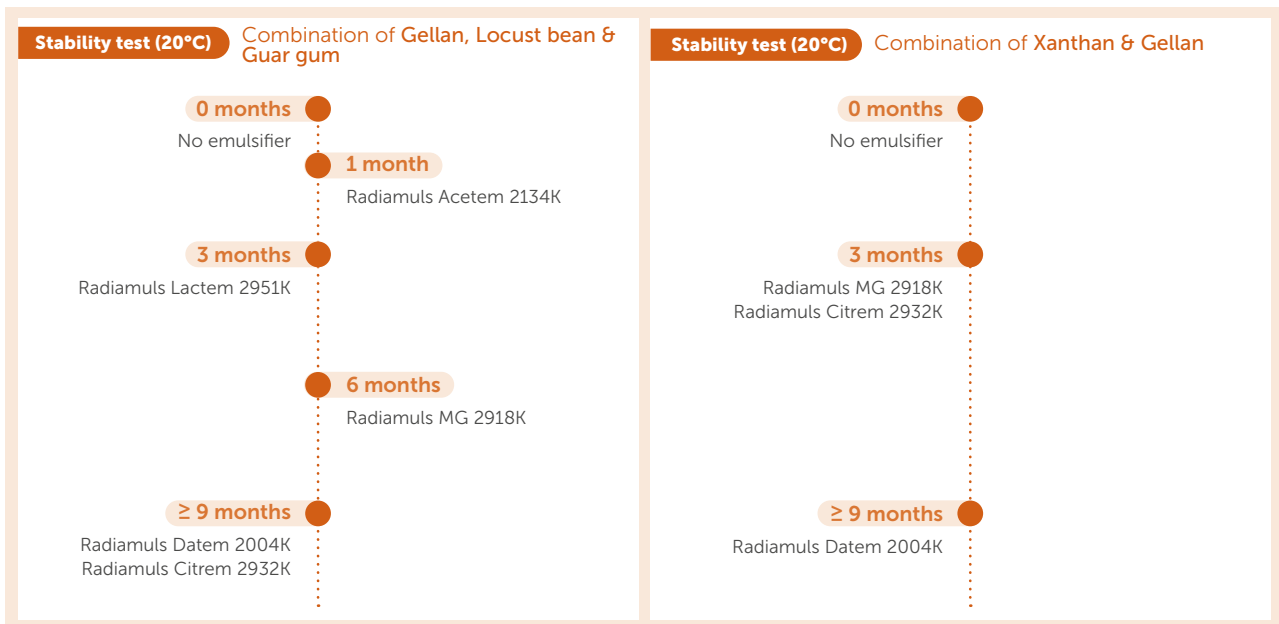 Stability test (20°C)
Combination of Gellan, Locust bean &
Guar gum
0 months
No emulsifier
1 month
Radiamuls Acetem 2134K
3 months
Radiamuls Lactem 2951K
6 months
Radiamuls MG 2918K
≥ 9 months
Radiamuls Datem 2004K
Radiamuls Citrem 2932K
Stability test (20°C)
Combination of Xanthan & Gellan
0 months
No emulsifier
3 months
Radiamuls MG 2918K
Radiamuls Citrem 2932K
≥ 9 months
Radiamuls Datem 2004K